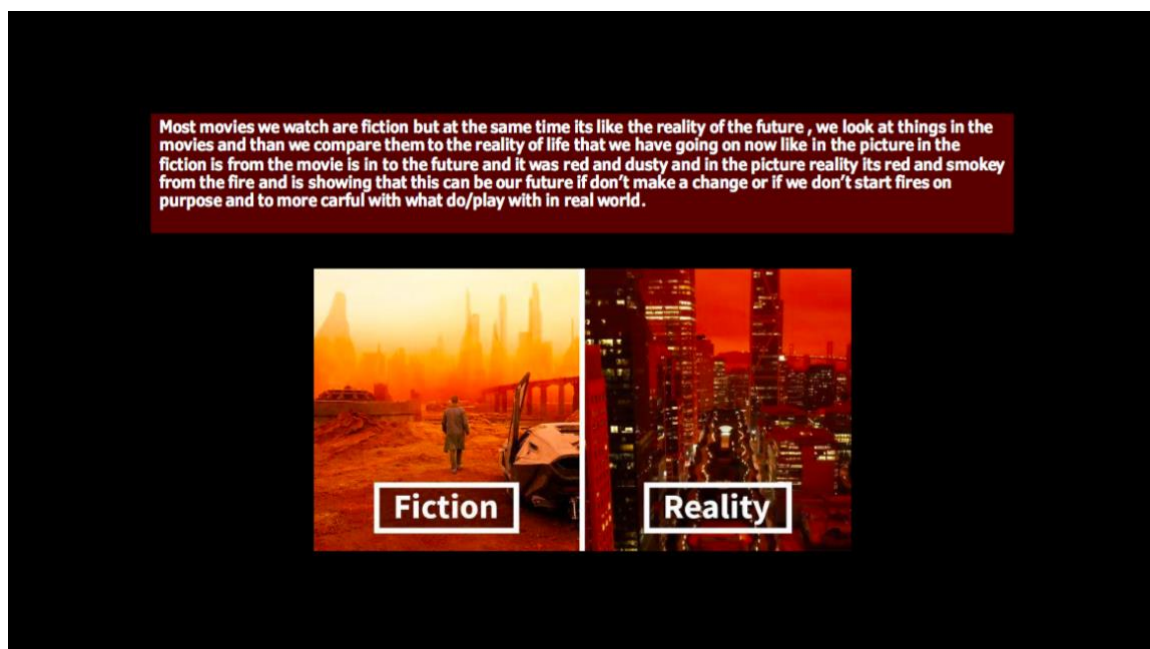 Most movies we watch are fiction but at the same time its like the reality of the future , we look at things in the
movies and than we compare them to the reality of life that we have going on now like in the picture in the
fiction is from the movie is in to the future and it was red and dusty and in the picture reality its red and smokey
from the fire and is showing that this can be our future if don't make a change or if we don't start fires on
purpose and to more carful with what do/play with in real world.
Fiction
Reality